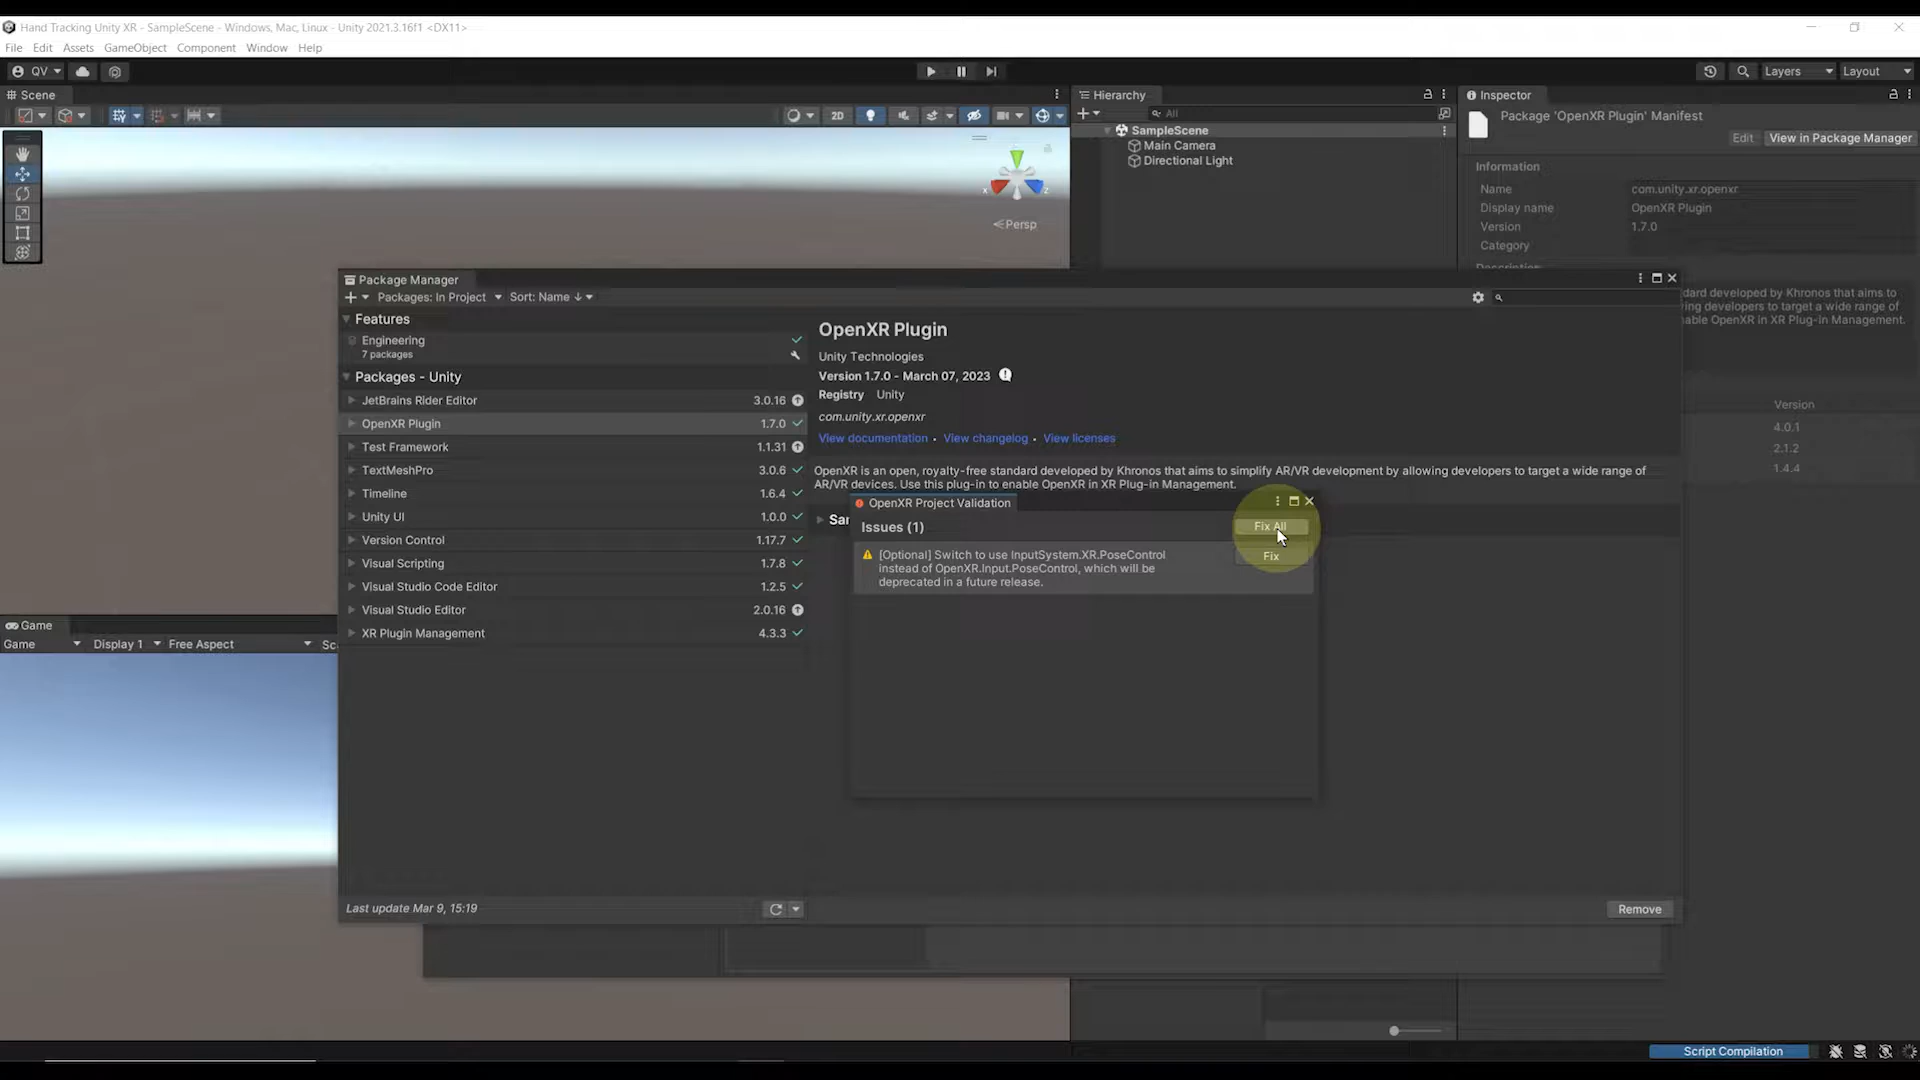 Hand Tracking Unity XR - SampleScene - Windows, Mac, Linux - Unity 2021.3.16f1 <DX11>
File Edit Assets GameObject Component Window Help
QV
Layers
Layout
Scene
2D
Persp
Hierarchy
All
SampleScene
Main Camera
Directional Light
Inspector
Package 'OpenXR Plugin' Manifest
Edit View in Package Manager
Information
Name com.unity.xr.openxr
Display name OpenXR Plugin
Version 1.7.0
Category
Description
dard developed by Khronos that aims to
ing developers to target a wide range of
able OpenXR in XR Plug-in Management.
Version
4.0.1
2.1.2
1.4.4
Package Manager
Packages: In Project Sort: Name ↓
Features
Engineering
7 packages
Packages - Unity
JetBrains Rider Editor 3.0.16
OpenXR Plugin 1.7.0
Test Framework 1.1.31
TextMeshPro 3.0.6
Timeline 1.6.4
Unity UI 1.0.0
Version Control 1.17.7
Visual Scripting 1.7.8
Visual Studio Code Editor 1.2.5
Visual Studio Editor 2.0.16
XR Plugin Management 4.3.3
Last update Mar 9, 15:19
OpenXR Plugin
Unity Technologies
Version 1.7.0 - March 07, 2023
Registry Unity
com.unity.xr.openxr
View documentation • View changelog • View licenses
OpenXR is an open, royalty-free standard developed by Khronos that aims to simplify AR/VR development by allowing developers to target a wide range of
AR/VR devices. Use this plug-in to enable OpenXR in XR Plug-in Management.
Sar
OpenXR Project Validation
Issues (1) Fix All
[Optional] Switch to use InputSystem.XR.PoseControl
instead of OpenXR.Input.PoseControl, which will be
deprecated in a future release.
Fix
Remove
Game
Game Display 1 Free Aspect Sc
Script Compilation